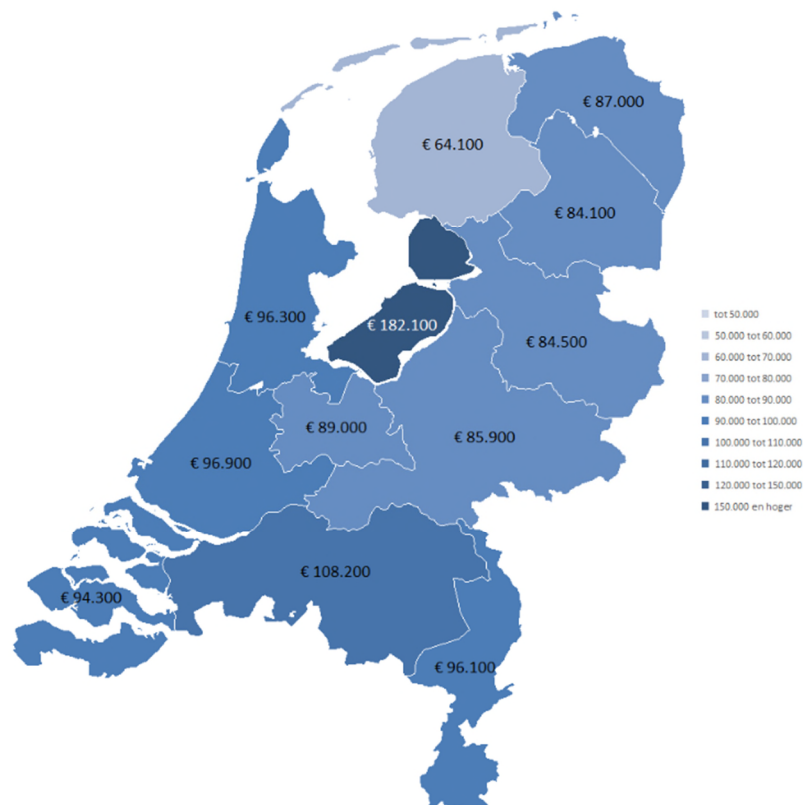 € 87.000
€ 64.100
€ 84.100
€ 96.300
€ 182.100
€ 84.500
€ 89.000
€ 85.900
€ 96.900
€ 108.200
€ 94.300
€ 96.100
tot 50.000
50.000 tot 60.000
60.000 tot 70.000
70.000 tot 80.000
80.000 tot 90.000
90.000 tot 100.000
100.000 tot 110.000
110.000 tot 120.000
120.000 tot 150.000
150.000 en hoger